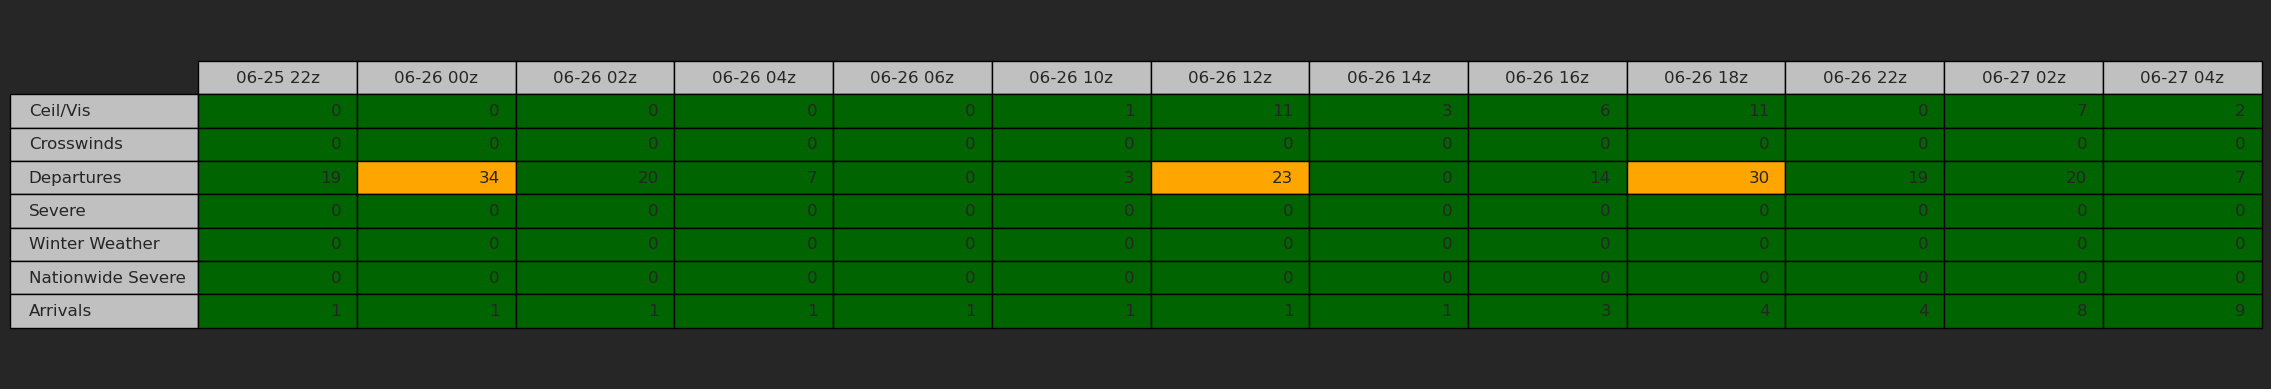 06-25 22z 06-26 00z 06-26 02z 06-26 04z 06-26 06z 06-26 10z 06-26 12z 06-26 14z 06-26 16z 06-26 18z 06-26 22z 06-27 02z 06-27 04z
Ceil/Vis 0 0 0 0 0 1 11 3 6 11 0 7 2
Crosswinds 0 0 0 0 0 0 0 0 0 0 0 0 0
Departures 19 34 20 7 0 3 23 0 14 30 19 20 7
Severe 0 0 0 0 0 0 0 0 0 0 0 0 0
Winter Weather 0 0 0 0 0 0 0 0 0 0 0 0 0
Nationwide Severe 0 0 0 0 0 0 0 0 0 0 0 0 0
Arrivals 1 1 1 1 1 1 1 1 3 4 4 8 9